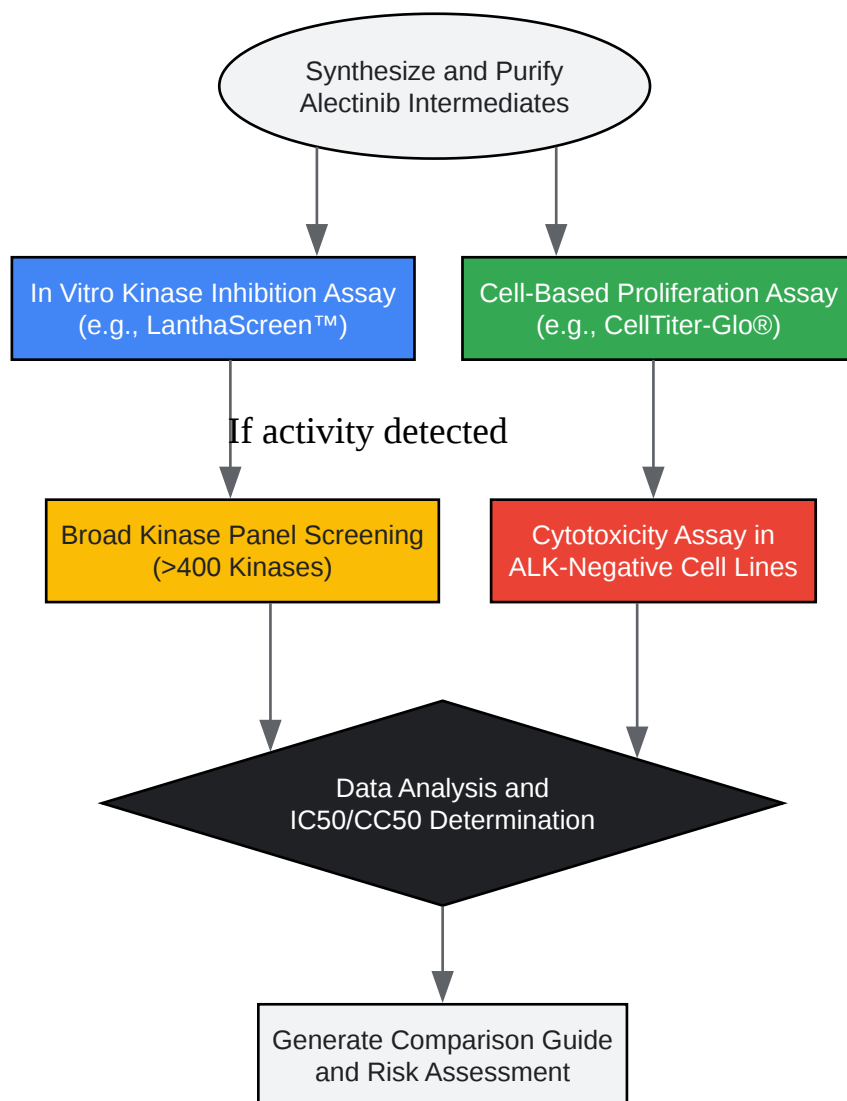 Synthesize and Purify
Alectinib Intermediates
In Vitro Kinase Inhibition Assay
(e.g., LanthaScreen™)
Cell-Based Proliferation Assay
(e.g., CellTiter-Glo®)
If activity detected
Broad Kinase Panel Screening
(>400 Kinases)
Cytotoxicity Assay in
ALK-Negative Cell Lines
Data Analysis and
IC50/CC50 Determination
Generate Comparison Guide
and Risk Assessment